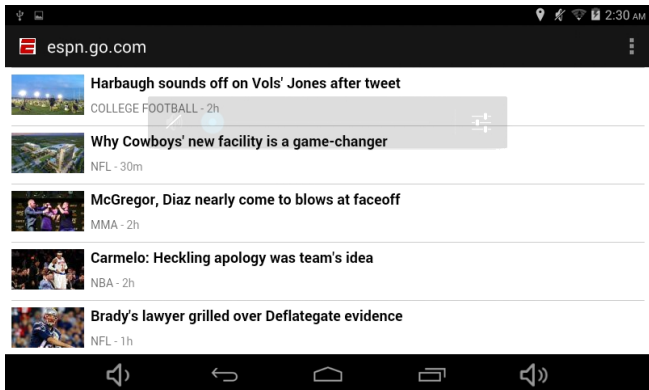 2:30 AM
espn.go.com
Harbaugh sounds off on Vols' Jones after tweet
COLLEGE FOOTBALL - 2h
Why Cowboys' new facility is a game-changer
NFL - 30m
McGregor, Diaz nearly come to blows at faceoff
MMA - 2h
Carmelo: Heckling apology was team's idea
NBA - 2h
Brady's lawyer grilled over Deflategate evidence
NFL - 1h